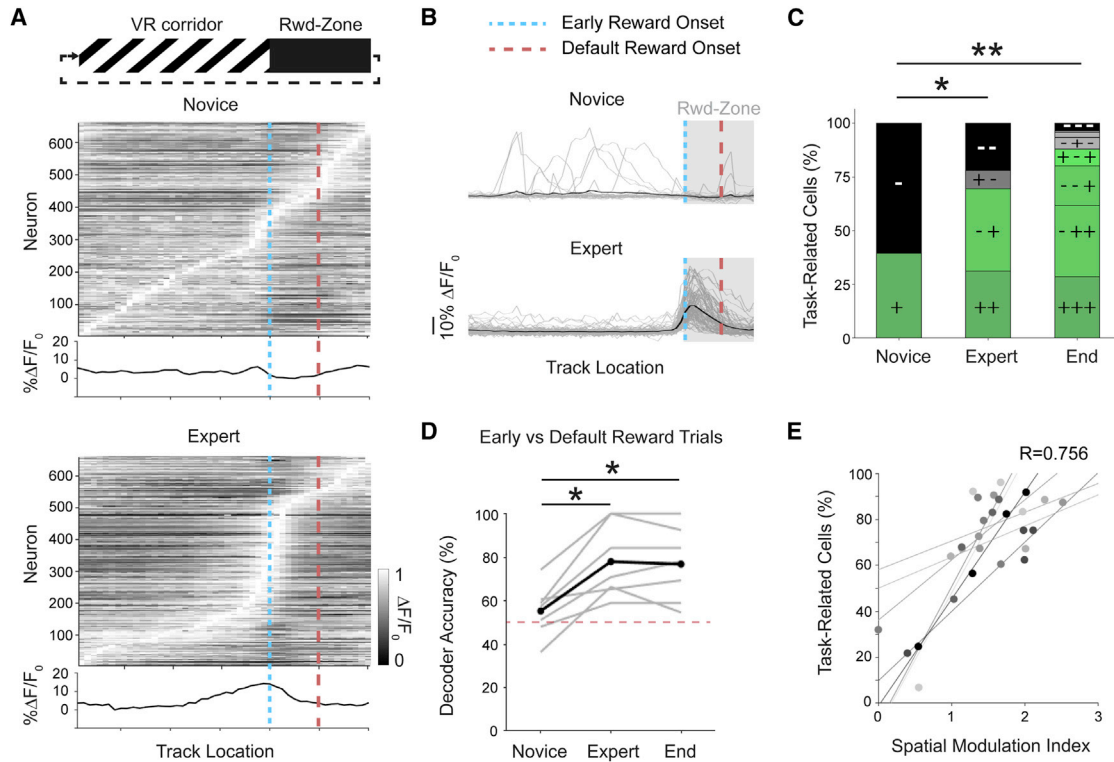 A
VR corridor Rwd-Zone
Novice
600
500
400
300
200
100
Neuron
20
10
0
%ΔF/F0
Expert
600
500
400
300
200
100
Neuron
1
0
ΔF/F0
20
10
0
%ΔF/F0
Track Location
B
Early Reward Onset
Default Reward Onset
Novice
Rwd-Zone
Expert
10% ΔF/F0
Track Location
C
**
*
100
75
50
25
0
Task-Related Cells (%)
-
+
--
+-
-+
++
---
-+-
+-+
--+
-++
+++
Novice Expert End
D
Early vs Default Reward Trials
*
*
100
80
60
40
20
0
Decoder Accuracy (%)
Novice Expert End
E
R=0.756
100
80
60
40
20
0
Task-Related Cells (%)
0 1 2 3
Spatial Modulation Index